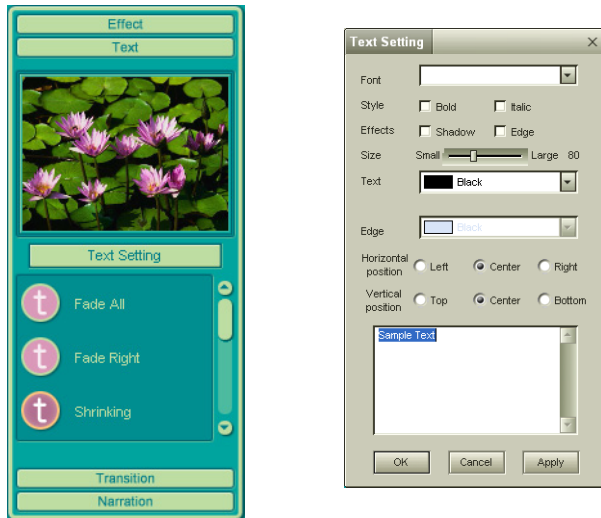 Effect
Text
Text Setting
t Fade All
t Fade Right
t Shrinking
Transition
Narration
Text Setting
Font
Style Bold Italic
Effects Shadow Edge
Size Small Large 80
Text Black
Edge Black
Horizontal position Left Center Right
Vertical position Top Center Bottom
Sample Text
OK Cancel Apply